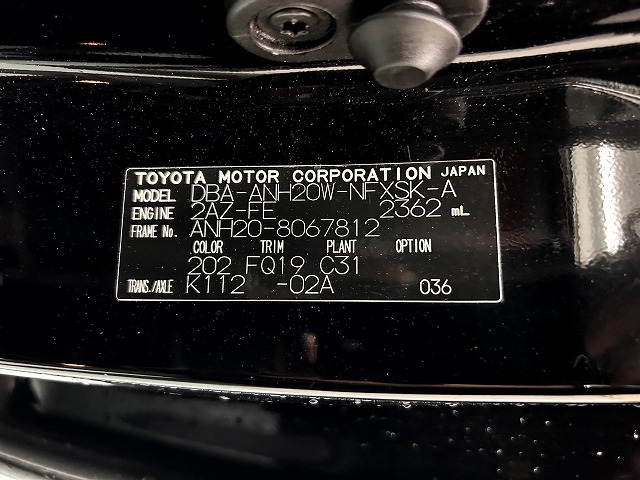 TOYOTA MOTOR CORPORATION JAPAN
MODEL DBA-ANH20W-NFXSK-A
ENGINE 2AZ-FE 2362 mL
FRAME No. ANH20-8067812
COLOR TRIM PLANT OPTION
202 FQ19 C31
TRANS./AXLE K112 -02A 036